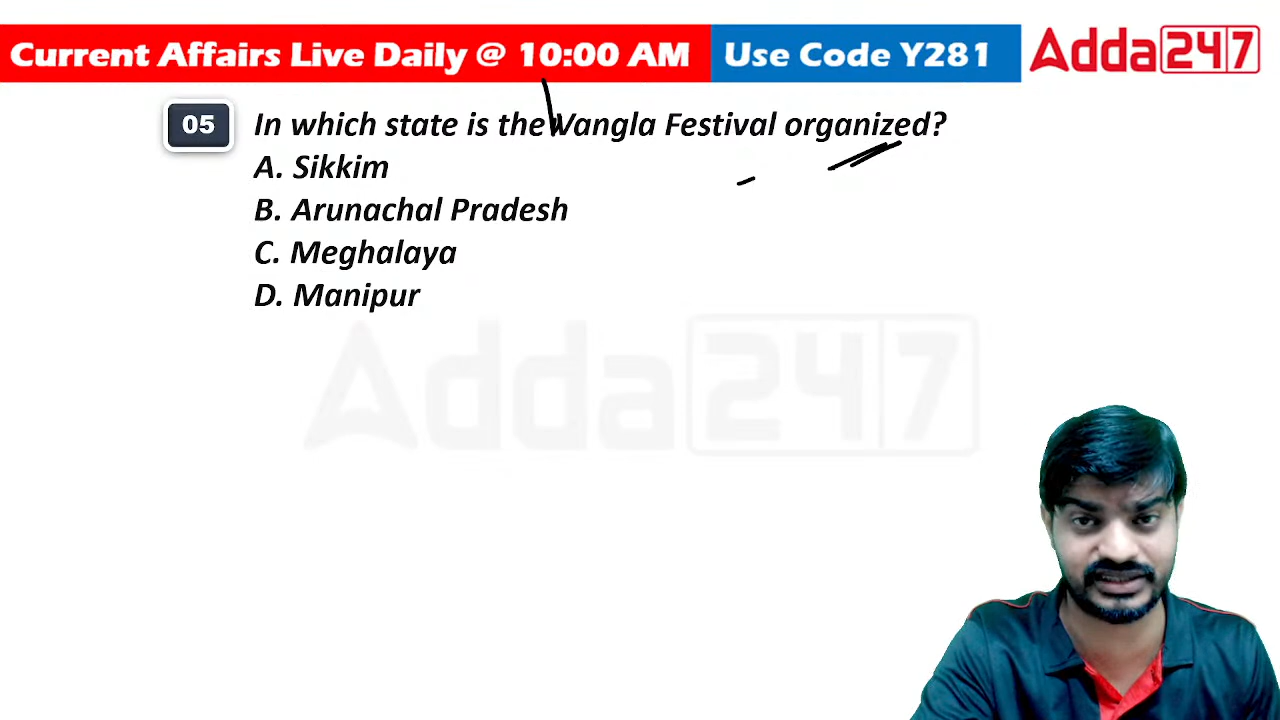 Current Affairs Live Daily @ 10:00 AM
Use Code Y281
Adda247
05
In which state is the Wangla Festival organized?
A. Sikkim
B. Arunachal Pradesh
C. Meghalaya
D. Manipur
Adda247